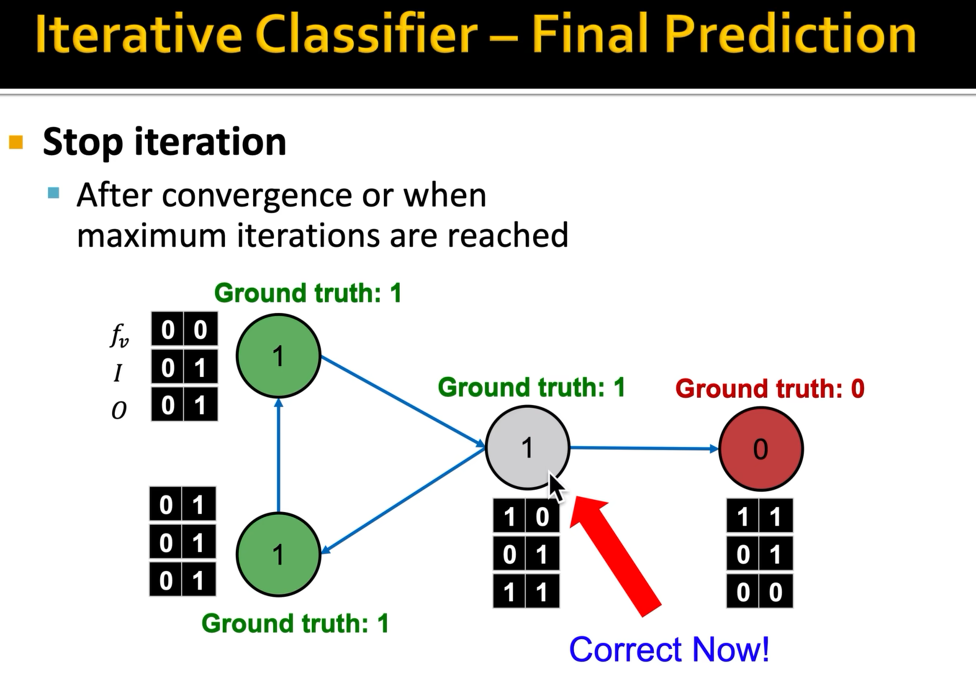 Iterative Classifier – Final Prediction
Stop iteration
After convergence or when
maximum iterations are reached
Ground truth: 1
f_v 0 0
I 0 1
O 0 1
1
Ground truth: 1
1
1 0
0 1
1 1
Ground truth: 0
0
1 1
0 1
0 0
0 1
0 1
0 1
1
Ground truth: 1
Correct Now!